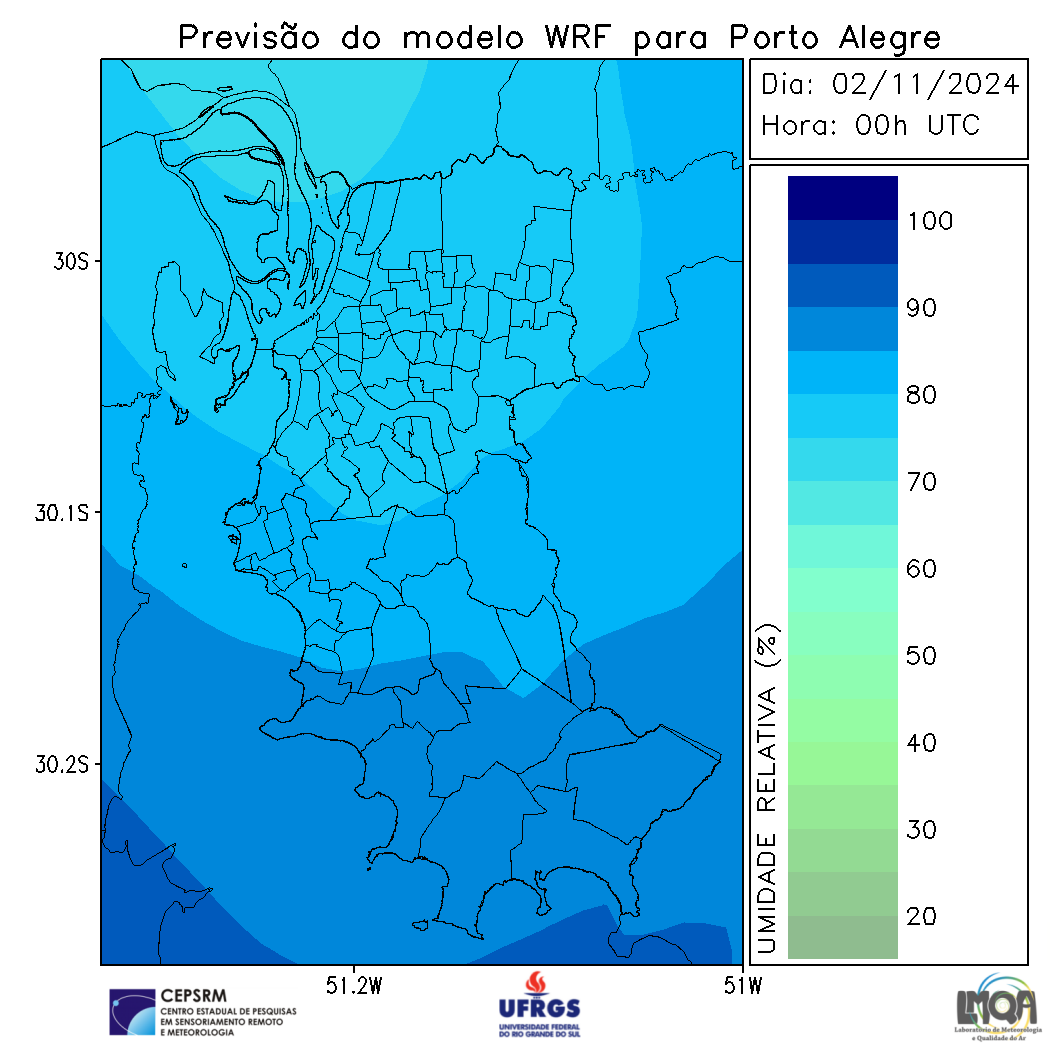 Previsão do modelo WRF para Porto Alegre
Dia: 02/11/2024
Hora: 00h UTC
30S
30.1S
30.2S
51.2W
51W
UMIDADE RELATIVA (%)
100
90
80
70
60
50
40
30
20
CEPSRM
CENTRO ESTADUAL DE PESQUISAS
EM SENSORIAMENTO REMOTO
E METEOROLOGIA
UFRGS
UNIVERSIDADE FEDERAL
DO RIO GRANDE DO SUL
LMQA
Laboratório de Meteorologia
e Qualidade do Ar